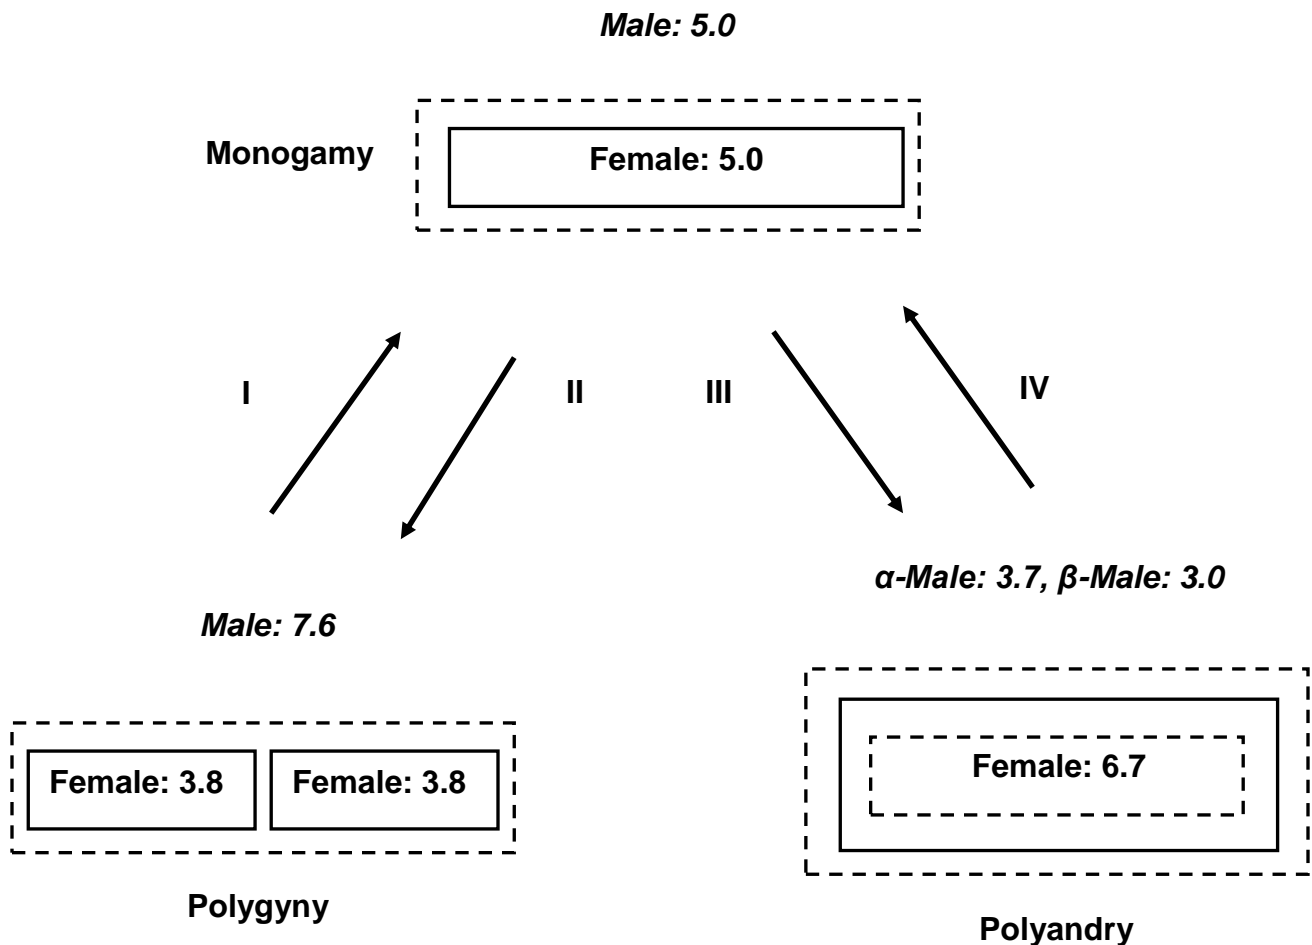 Male: 5.0
Monogamy
Female: 5.0
I
II
III
IV
α-Male: 3.7, β-Male: 3.0
Male: 7.6
Female: 3.8
Female: 3.8
Female: 6.7
Polygyny
Polyandry